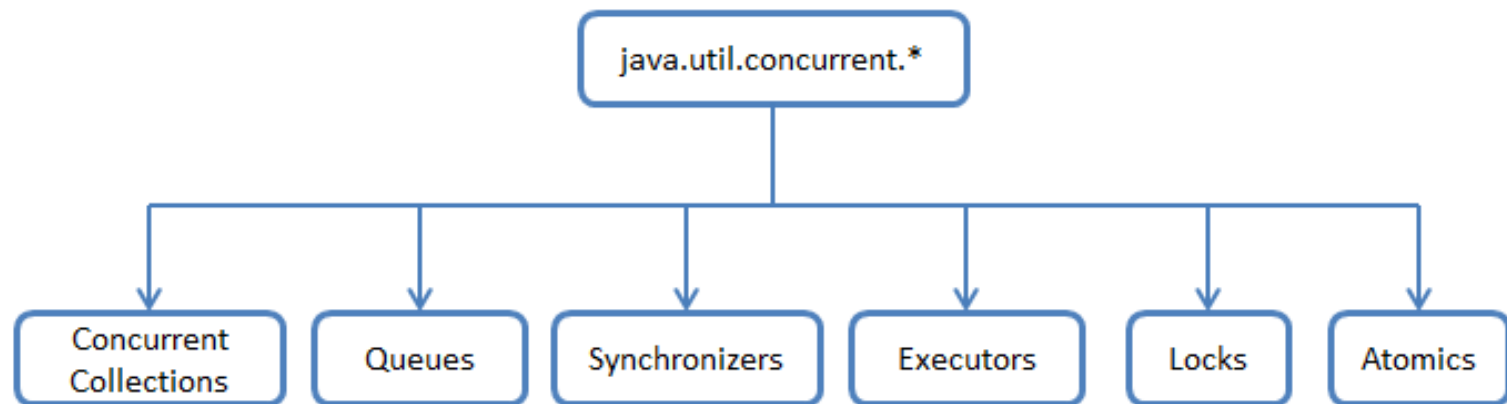 java.util.concurrent.*
Concurrent
Collections
Queues
Synchronizers
Executors
Locks
Atomics